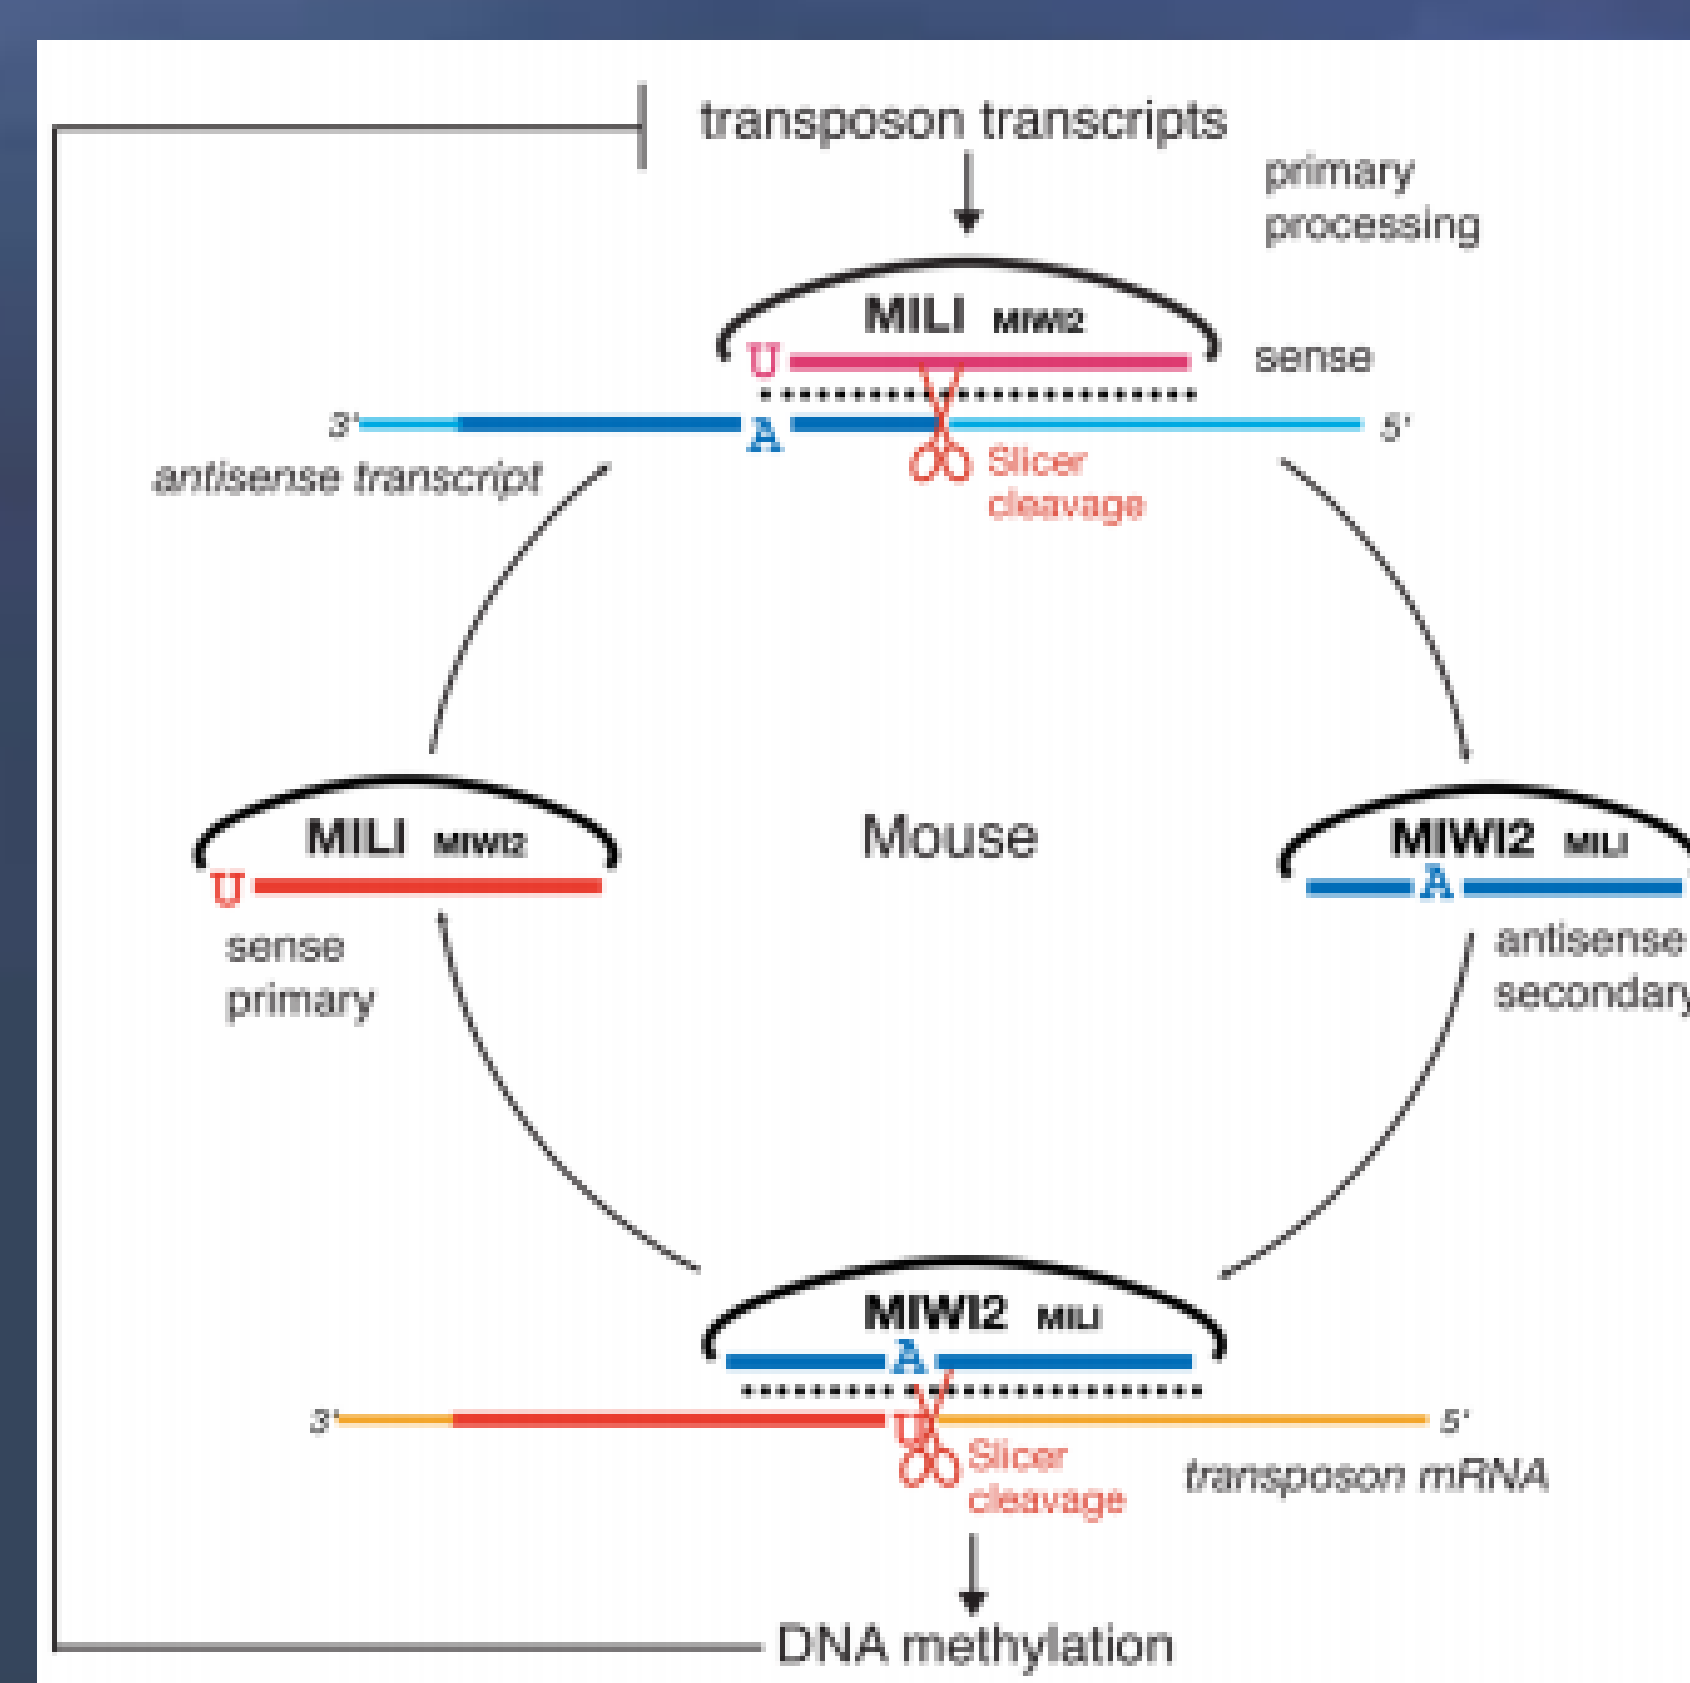 transposon transcripts
primary
processing
MILI MIWI2
U
sense
3'
A
5'
antisense transcript
Slicer
cleavage
MILI MIWI2
U
sense
primary
Mouse
MIWI2 MILI
A
antisense
secondary
MIWI2 MILI
A
3'
U
5'
Slicer
cleavage
transposon mRNA
DNA methylation